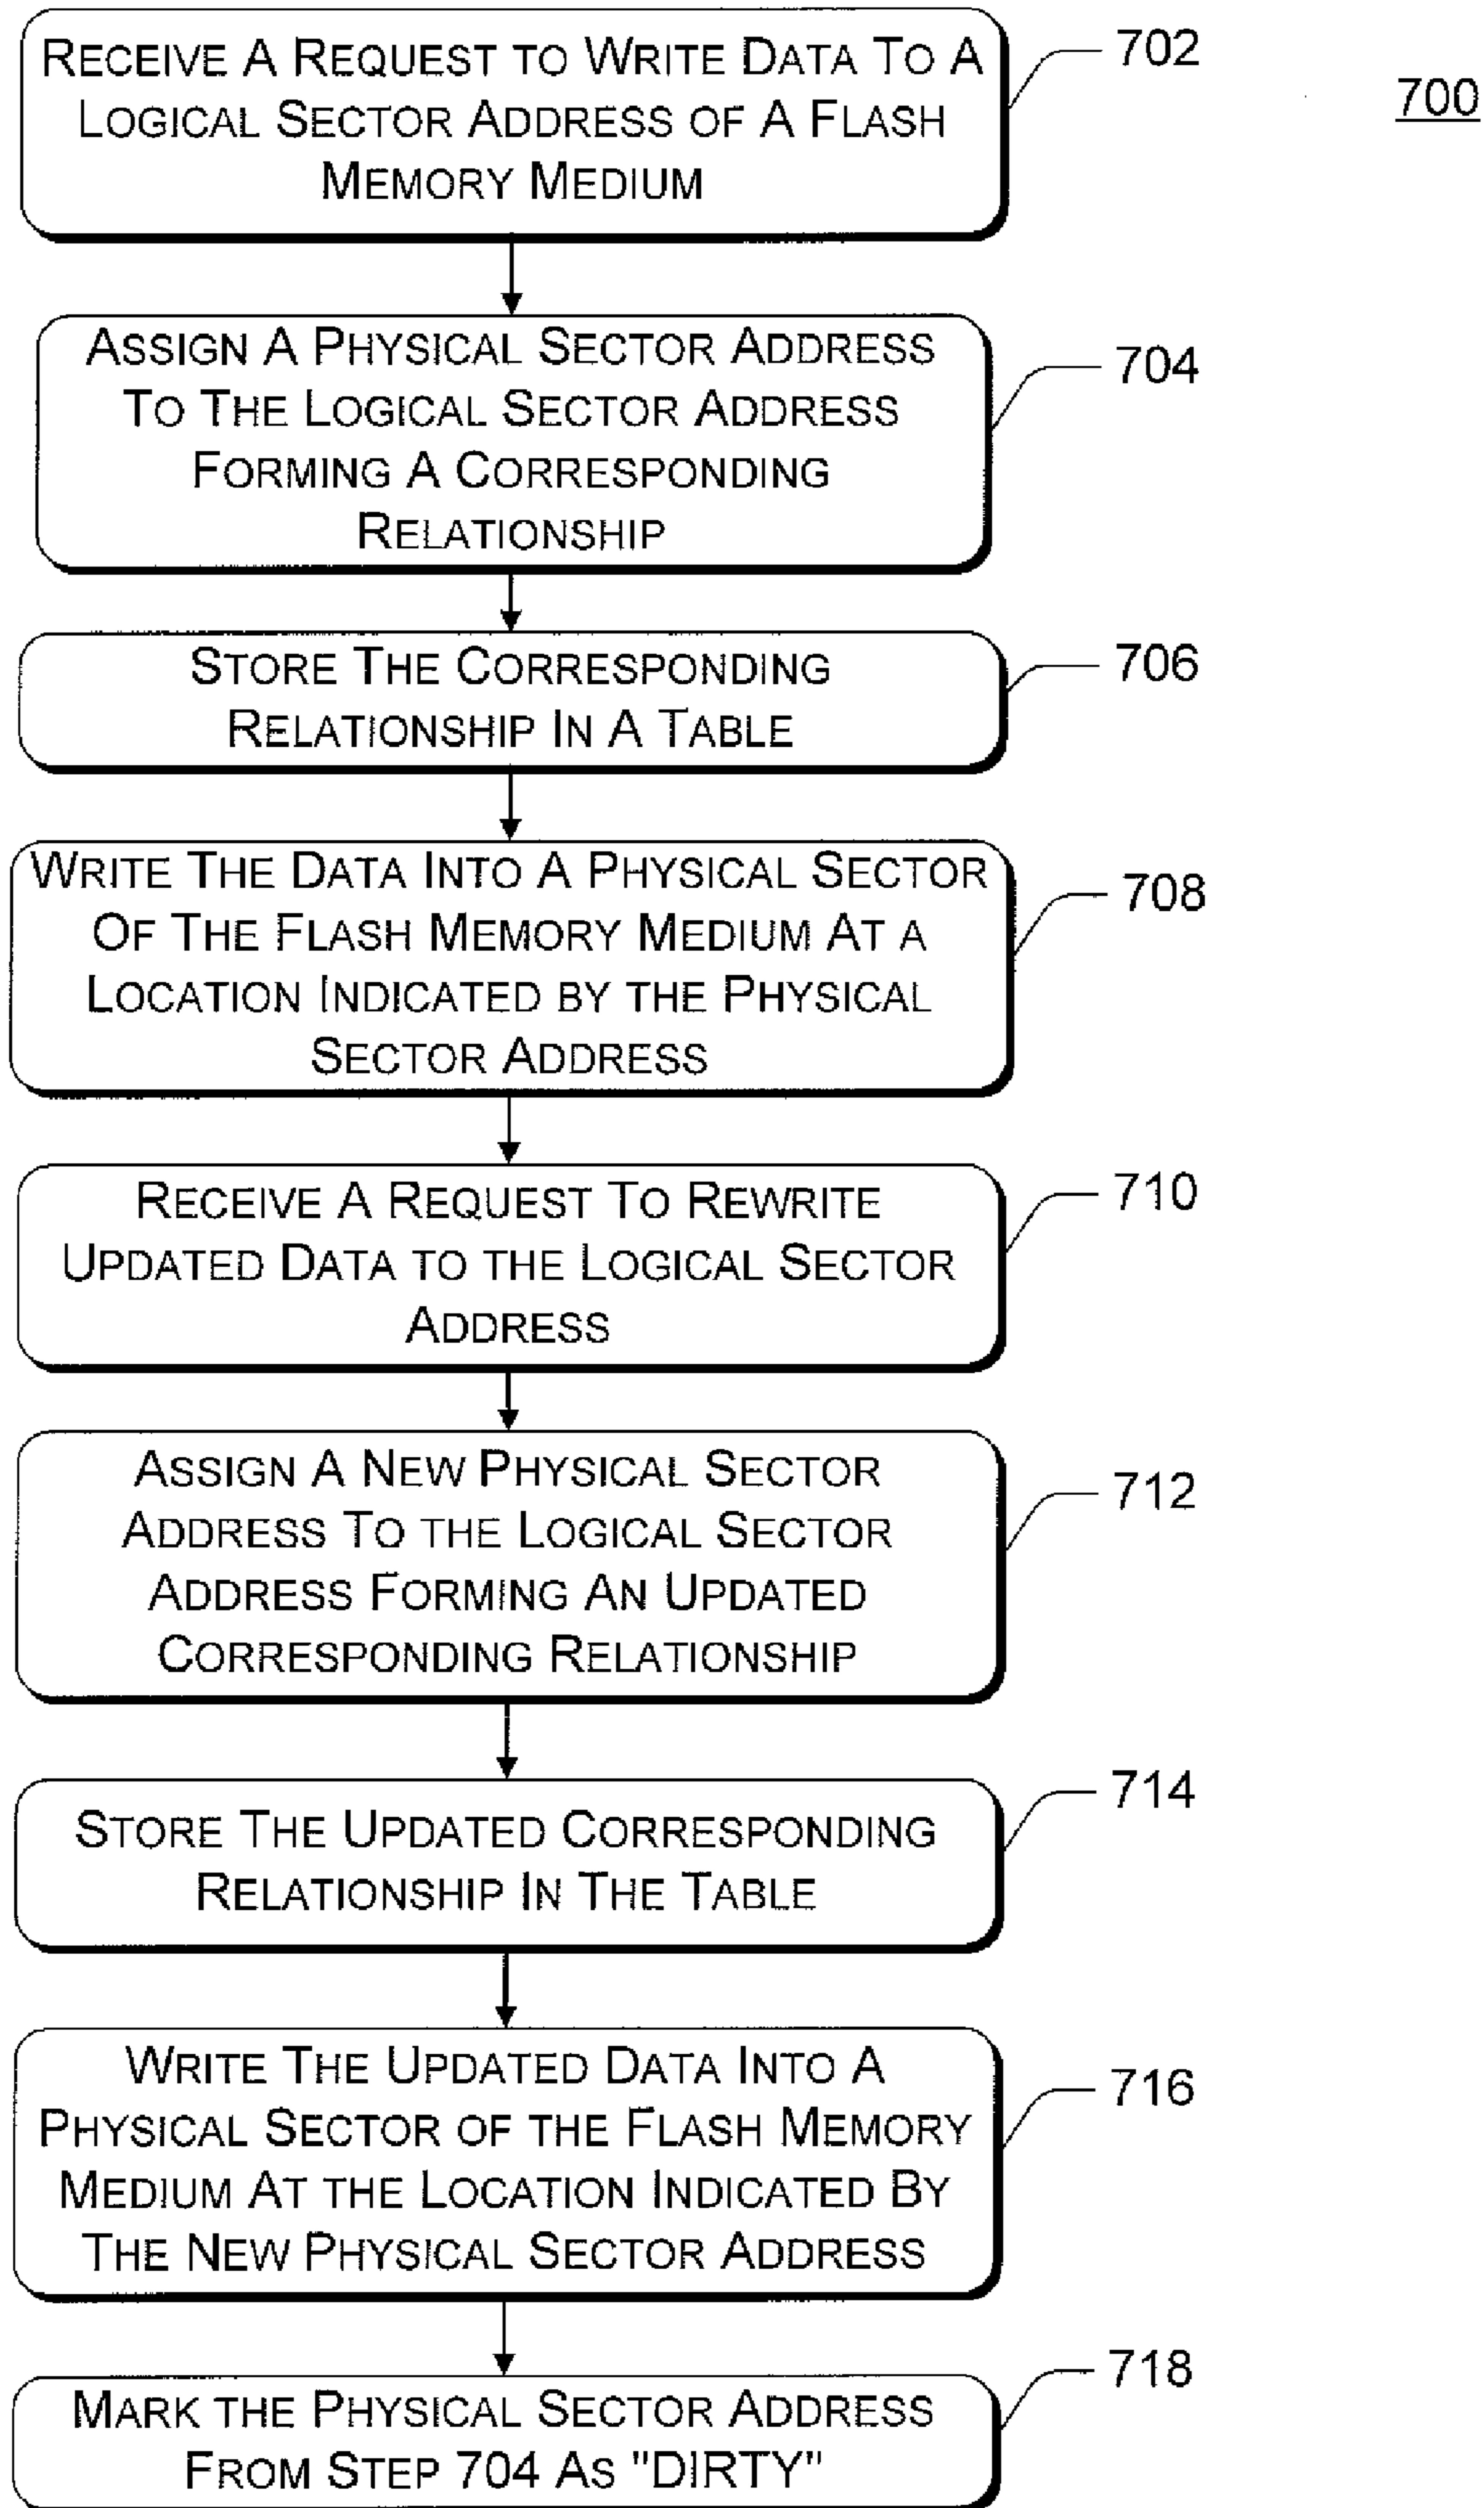 RECEIVE A REQUEST TO WRITE DATA TO A
LOGICAL SECTOR ADDRESS OF A FLASH
MEMORY MEDIUM
702
700
ASSIGN A PHYSICAL SECTOR ADDRESS
TO THE LOGICAL SECTOR ADDRESS
FORMING A CORRESPONDING
RELATIONSHIP
704
STORE THE CORRESPONDING
RELATIONSHIP IN A TABLE
706
WRITE THE DATA INTO A PHYSICAL SECTOR
OF THE FLASH MEMORY MEDIUM AT A
LOCATION INDICATED BY THE PHYSICAL
SECTOR ADDRESS
708
RECEIVE A REQUEST TO REWRITE
UPDATED DATA TO THE LOGICAL SECTOR
ADDRESS
710
ASSIGN A NEW PHYSICAL SECTOR
ADDRESS TO THE LOGICAL SECTOR
ADDRESS FORMING AN UPDATED
CORRESPONDING RELATIONSHIP
712
STORE THE UPDATED CORRESPONDING
RELATIONSHIP IN THE TABLE
714
WRITE THE UPDATED DATA INTO A
PHYSICAL SECTOR OF THE FLASH MEMORY
MEDIUM AT THE LOCATION INDICATED BY
THE NEW PHYSICAL SECTOR ADDRESS
716
MARK THE PHYSICAL SECTOR ADDRESS
FROM STEP 704 AS "DIRTY"
718